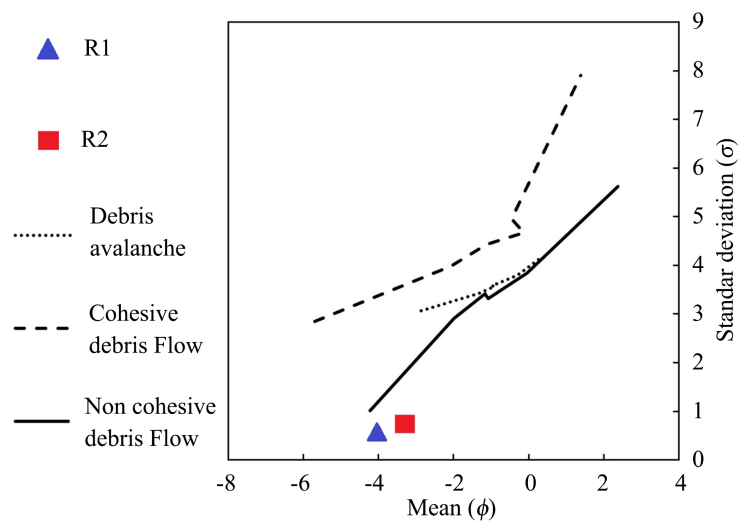 R1
R2
Debris
avalanche
Cohesive
debris Flow
Non cohesive
debris Flow
9
8
7
6
5
4
3
2
1
0
Standar deviation (σ)
-8 -6 -4 -2 0 2 4
Mean (ϕ)